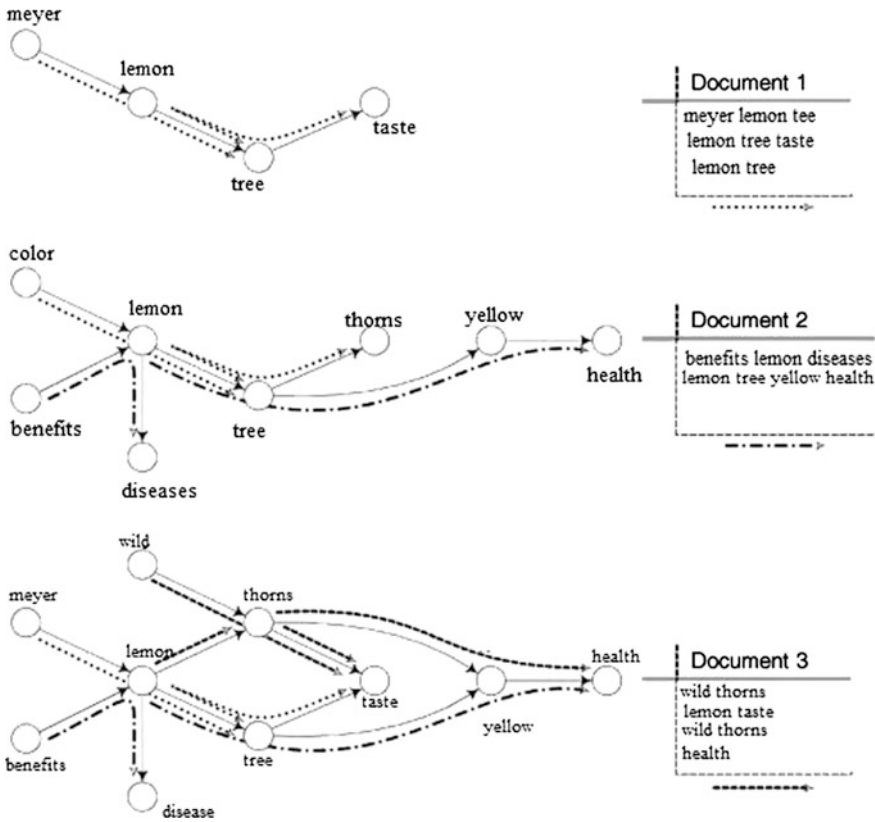 meyer
lemon
tree
taste
Document 1
meyer lemon tee
lemon tree taste
lemon tree
color
lemon
thorns
yellow
health
benefits
tree
diseases
Document 2
benefits lemon diseases
lemon tree yellow health
wild
meyer
thorns
lemon
health
taste
yellow
benefits
tree
disease
Document 3
wild thorns
lemon taste
wild thorns
health